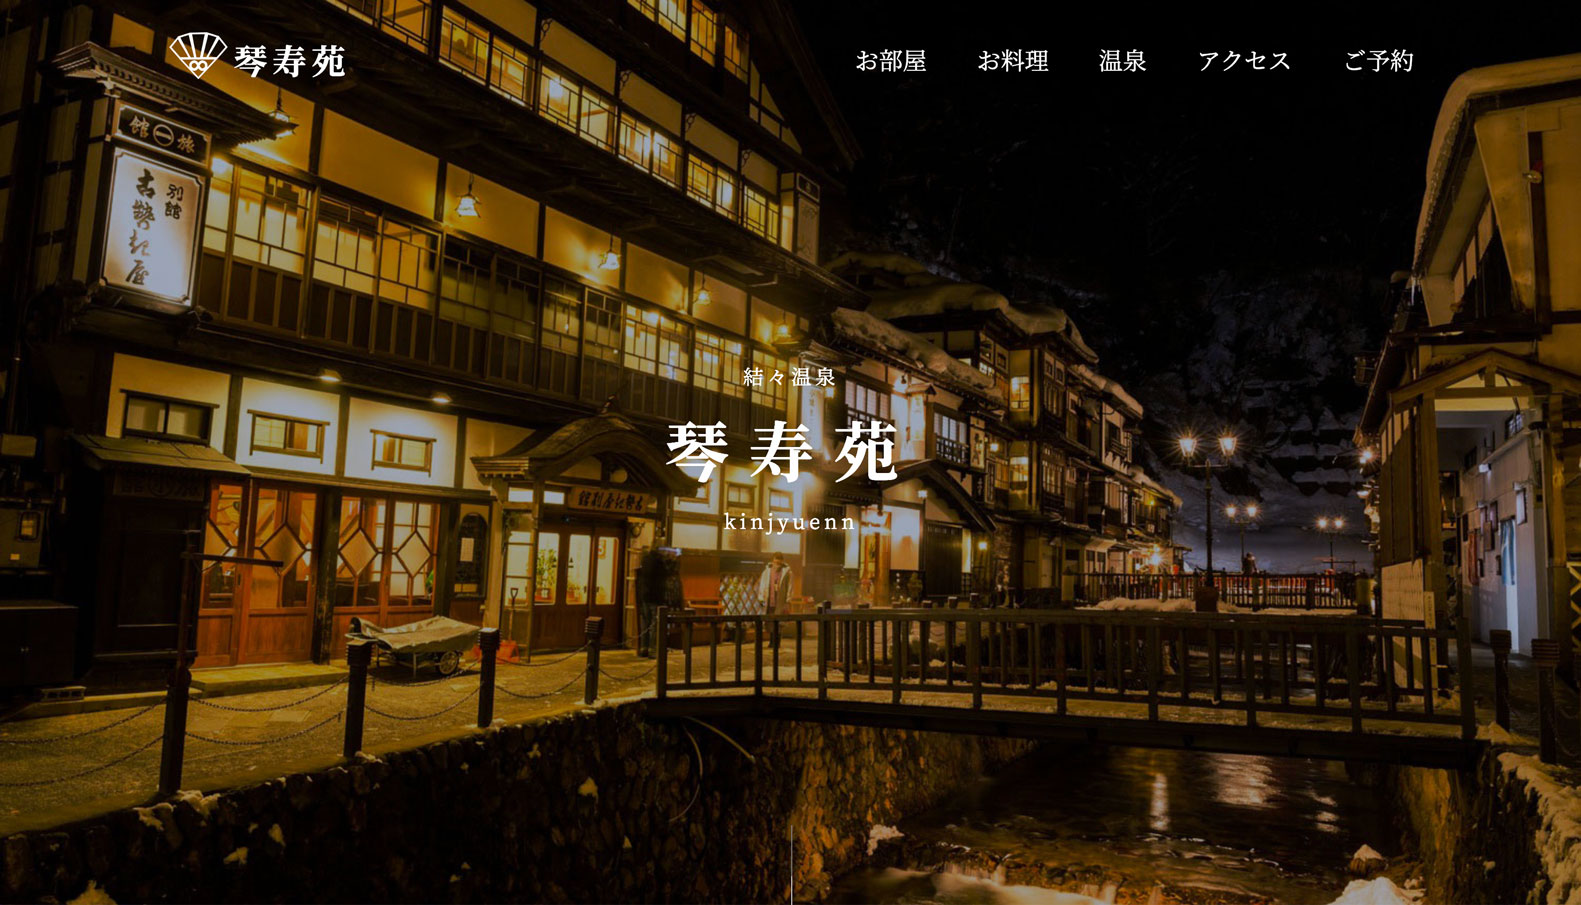 琴寿苑
お部屋
お料理
温泉
アクセス
ご予約
旅一館
別館
古勢起屋
結々温泉
琴寿苑
kinjyuenn
古勢起屋別館